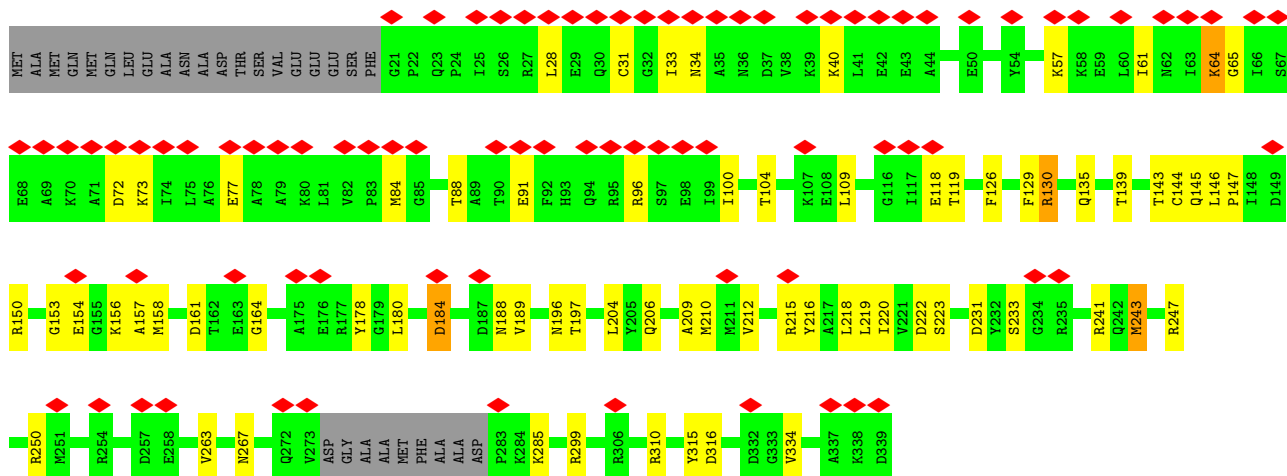 MET ALA MET GLN MET GLN LEU GLU ALA ASN ALA ASP THR SER VAL GLU GLU GLU SER PHE G21 P22 Q23 P24 I25 S26 R27 L28 E29 Q30 C31 G32 I33 N34 A35 N36 D37 V38 K39 K40 L41 E42 E43 A44 E50 Y54 K57 K58 E59 L60 I61 N62 I63 K64 G65 I66 S67
E68 A69 K70 A71 D72 K73 I74 L75 A76 E77 A78 A79 K80 L81 V82 P83 M84 G85 T88 A89 T90 E91 F92 H93 Q94 R95 R96 S97 E98 I99 I100 T104 K107 E108 L109 G116 I117 E118 T119 F126 F129 R130 Q135 T139 T143 C144 Q145 L146 P147 I148 D149
R150 G153 E154 G155 K156 A157 M158 D161 T162 E163 G164 A175 E176 R177 Y178 G179 L180 D184 D187 N188 V189 N196 T197 L204 Y205 Q206 A209 M210 M211 V212 R215 Y216 A217 L218 L219 I220 V221 D222 S223 D231 Y232 S233 G234 R235 R241 Q242 M243 R247
R250 M251 R254 D257 E258 V263 N267 Q272 V273 ASP GLY ALA ALA MET PHE ALA ALA ASP P283 K284 K285 R299 R306 R310 Y315 D316 D332 G333 V334 A337 K338 D339